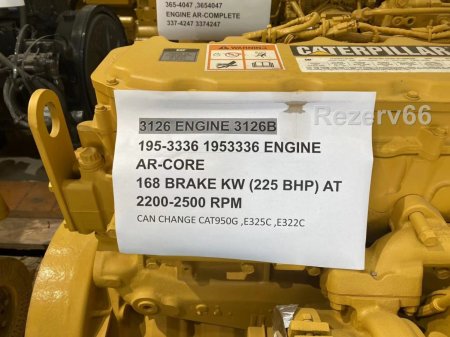 365-4047 ,3654047
ENGINE AR-COMPLETE
337-4247 3374247
CATERPILLAR
Rezerv66
3126 ENGINE 3126B
195-3336 1953336 ENGINE
AR-CORE
168 BRAKE KW (225 BHP) AT
2200-2500 RPM
CAN CHANGE CAT950G ,E325C ,E322C